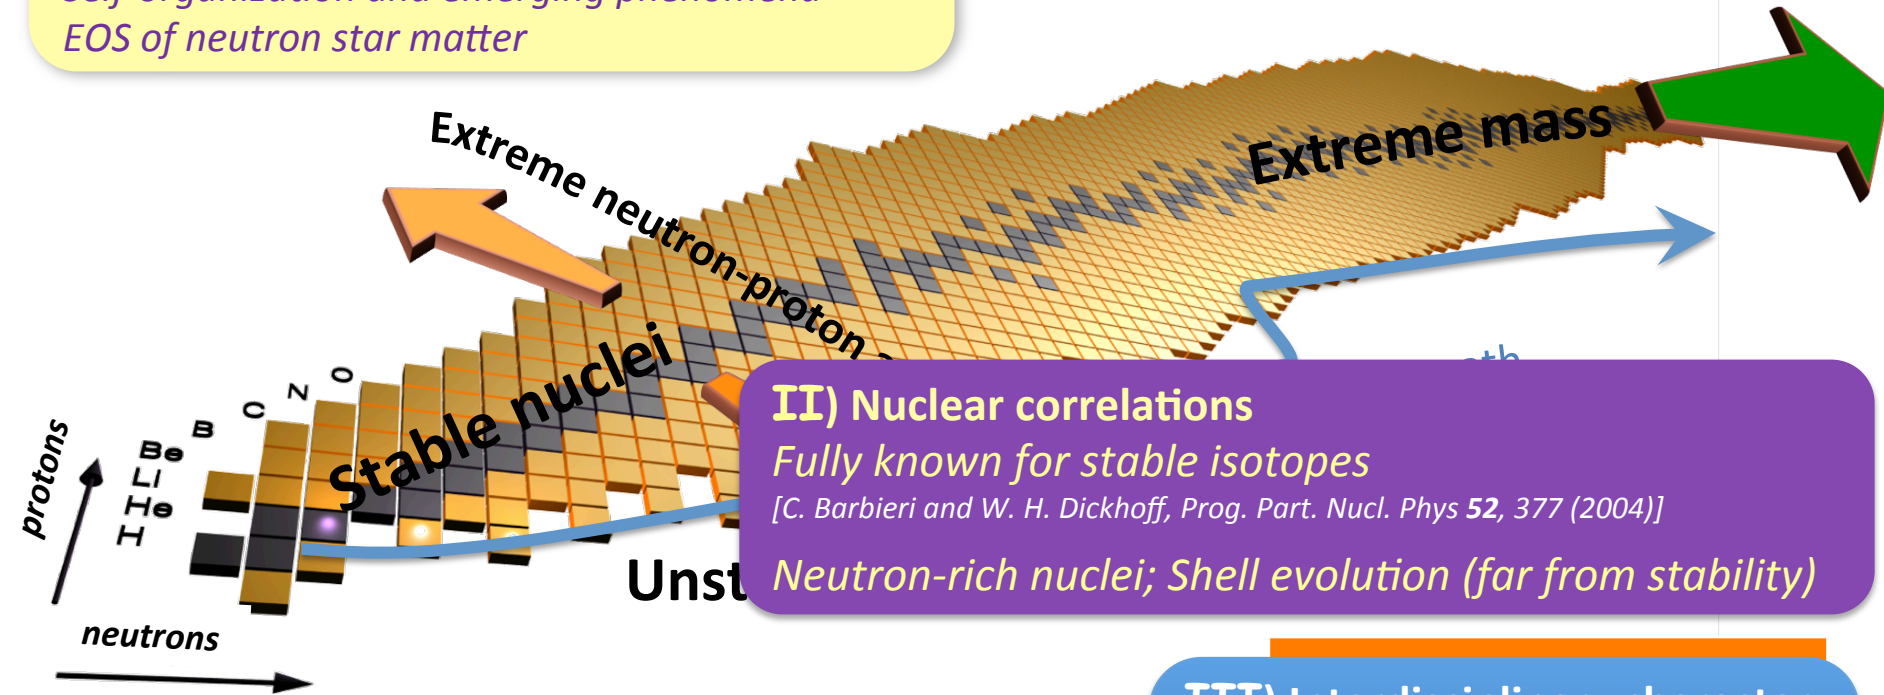 EOS of neutron star matter
Extreme neutron-proton
Extreme mass
Stable nuclei
O
N
C
B
Be
Li
He
H
protons
neutrons
II) Nuclear correlations
Fully known for stable isotopes
[C. Barbieri and W. H. Dickhoff, Prog. Part. Nucl. Phys 52, 377 (2004)]
Neutron-rich nuclei; Shell evolution (far from stability)
Unst